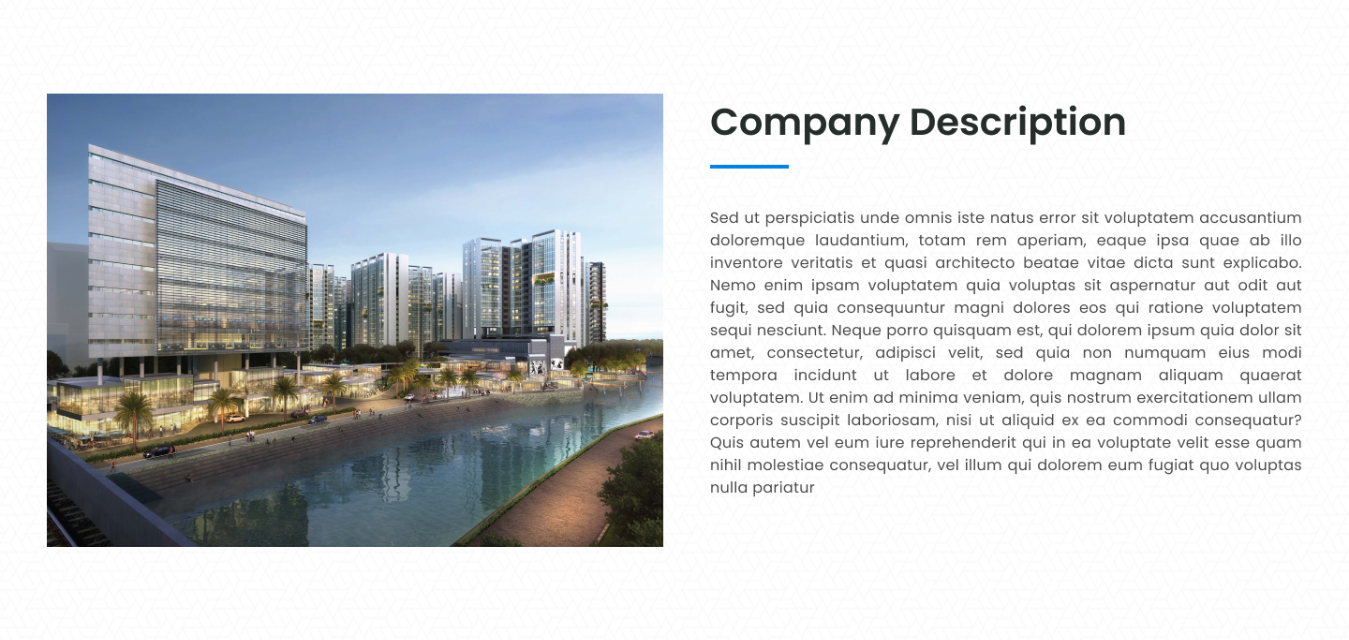 Company Description
Sed ut perspiciatis unde omnis iste natus error sit voluptatem accusantium
doloremque laudantium, totam rem aperiam, eaque ipsa quae ab illo
inventore veritatis et quasi architecto beatae vitae dicta sunt explicabo.
Nemo enim ipsam voluptatem quia voluptas sit aspernatur aut odit aut
fugit, sed quia consequuntur magni dolores eos qui ratione voluptatem
sequi nesciunt. Neque porro quisquam est, qui dolorem ipsum quia dolor sit
amet, consectetur, adipisci velit, sed quia non numquam eius modi
tempora incidunt ut labore et dolore magnam aliquam quaerat
voluptatem. Ut enim ad minima veniam, quis nostrum exercitationem ullam
corporis suscipit laboriosam, nisi ut aliquid ex ea commodi consequatur?
Quis autem vel eum iure reprehenderit qui in ea voluptate velit esse quam
nihil molestiae consequatur, vel illum qui dolorem eum fugiat quo voluptas
nulla pariatur